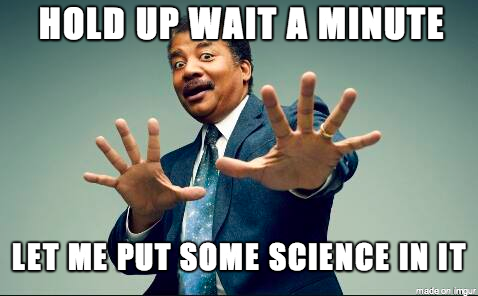 HOLD UP WAIT A MINUTE
LET ME PUT SOME SCIENCE IN IT
made on imgur